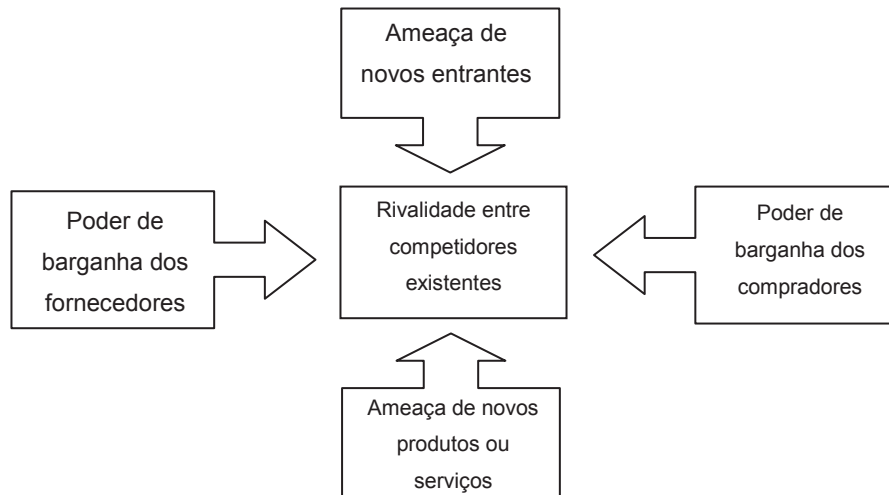 Ameaça de
novos entrantes
Poder de
barganha dos
fornecedores
Rivalidade entre
competidores
existentes
Poder de
barganha dos
compradores
Ameaça de novos
produtos ou
serviços